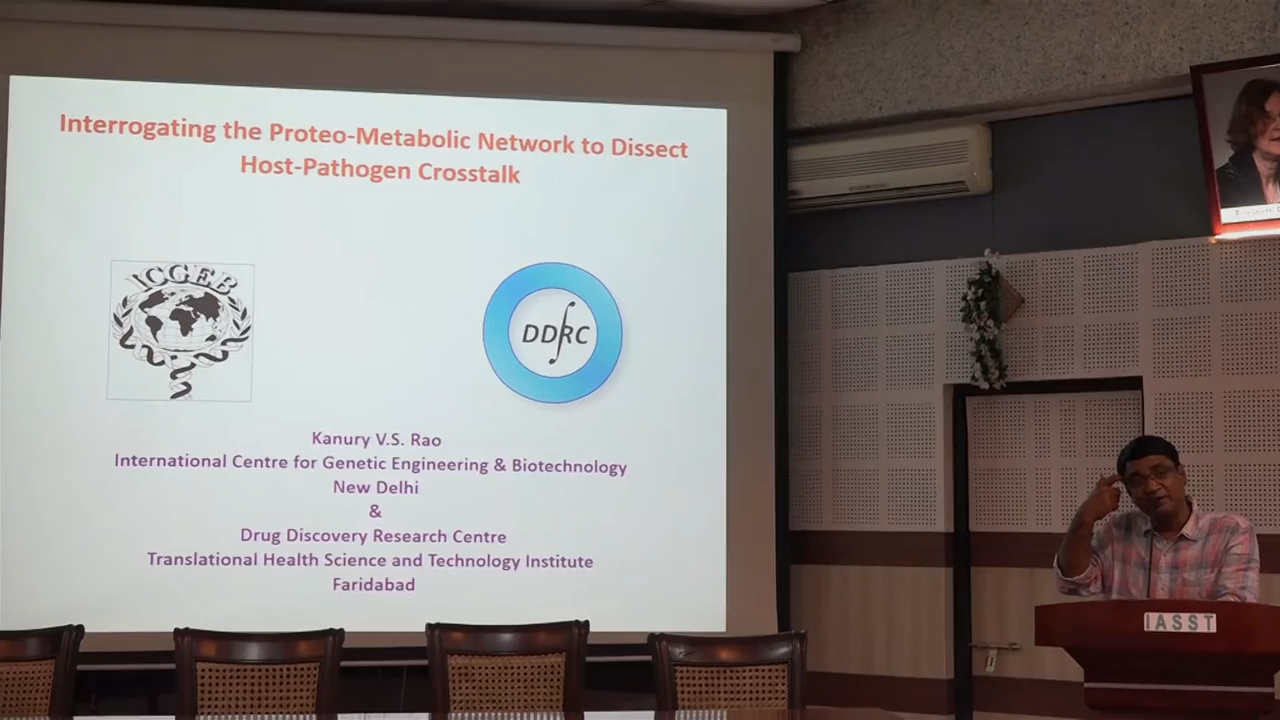 Interrogating the Proteo-Metabolic Network to Dissect
Host-Pathogen Crosstalk
ICGEB
DDRC
Kanury V.S. Rao
International Centre for Genetic Engineering & Biotechnology
New Delhi
&
Drug Discovery Research Centre
Translational Health Science and Technology Institute
Faridabad
IASST